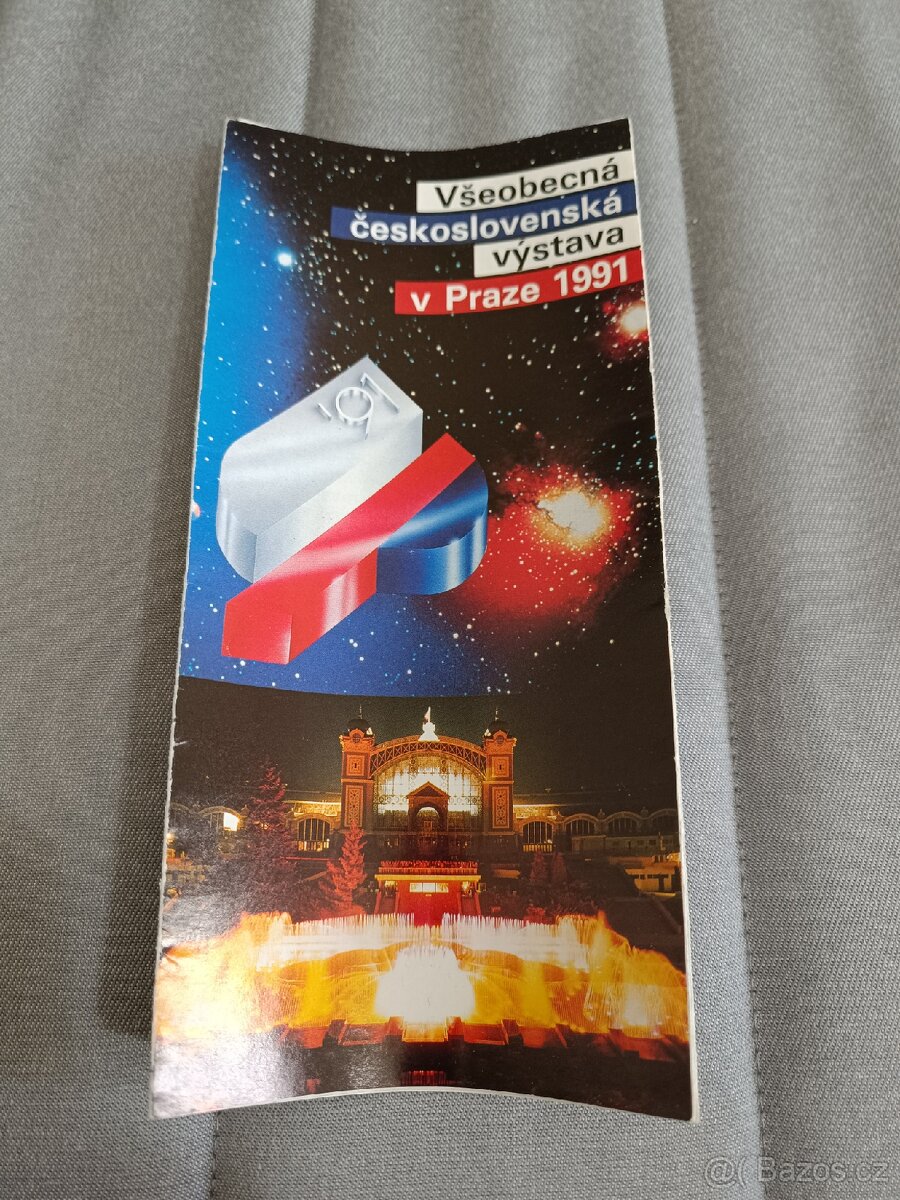 Všeobecná
československá
výstava
v Praze 1991
'91
@( Bazos.cz